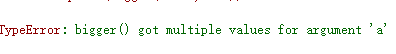 TypeError: bigger() got multiple values for argument 'a'